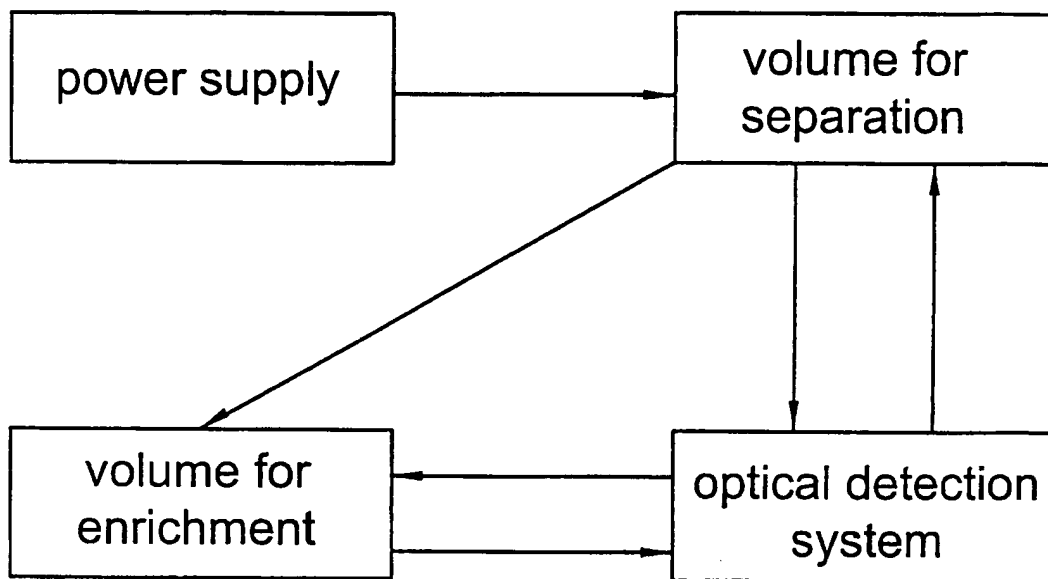 power supply
volume for
separation
volume for
enrichment
optical detection
system